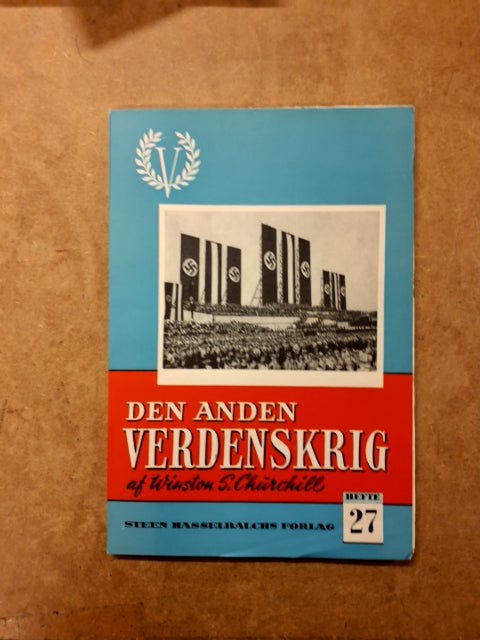 V
DEN ANDEN
VERDENSKRIG
af Winston S. Churchill
HEFTE
27
STEEN HASSELBALCHS FORLAG